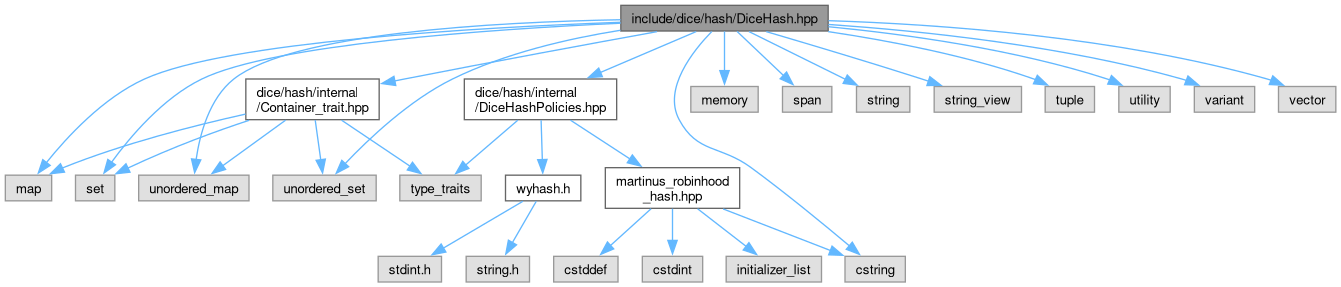 include/dice/hash/DiceHash.hpp
dice/hash/internal
/Container_trait.hpp
dice/hash/internal
/DiceHashPolicies.hpp
memory
span
string
string_view
tuple
utility
variant
vector
map
set
unordered_map
unordered_set
type_traits
wyhash.h
martinus_robinhood
_hash.hpp
stdint.h
string.h
cstddef
cstdint
initializer_list
cstring